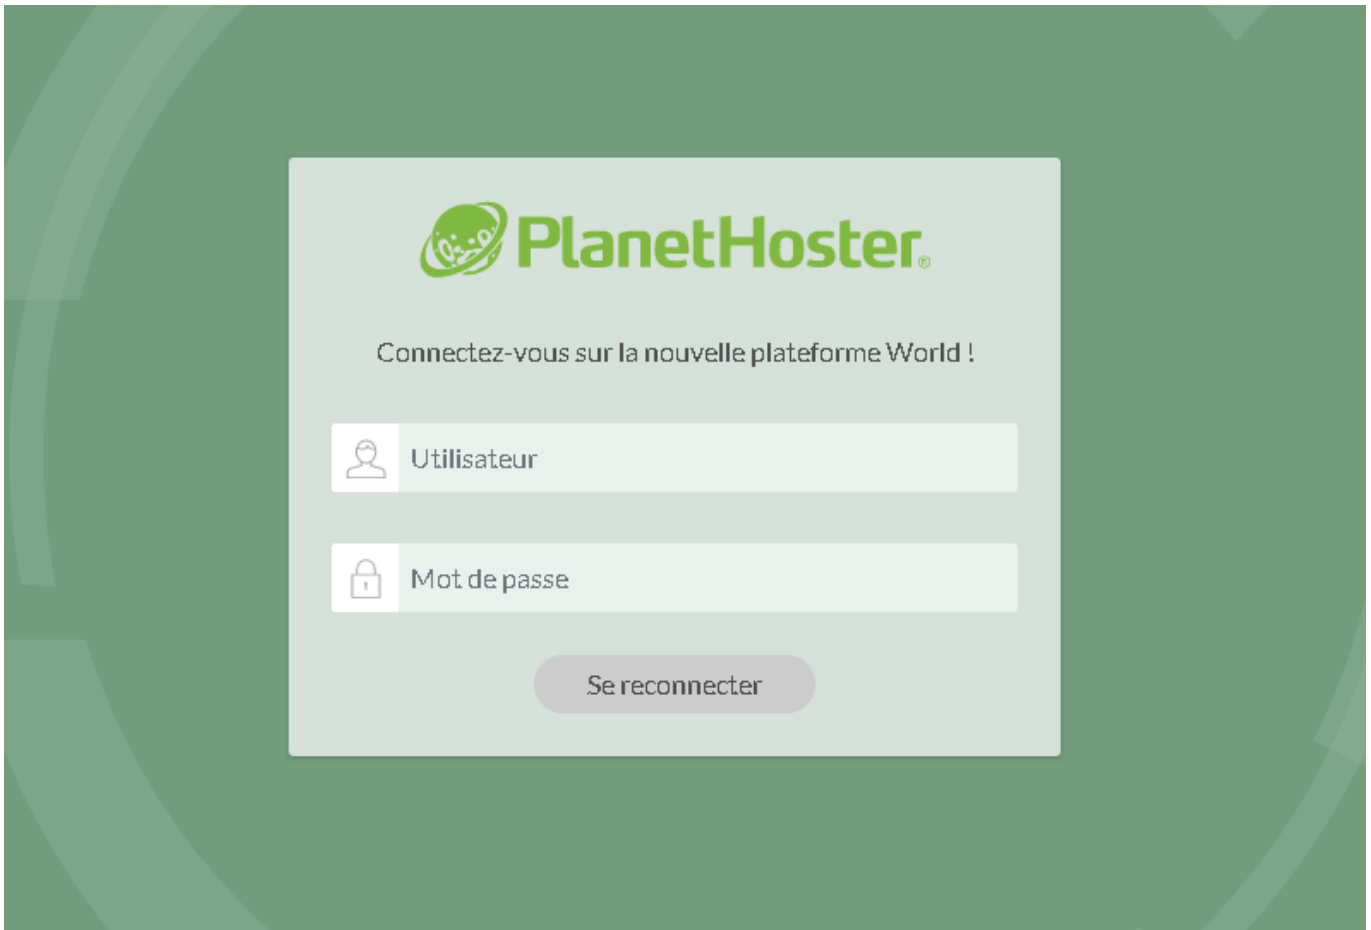 PlanetHoster®
Connectez-vous sur la nouvelle plateforme World !
Utilisateur
Mot de passe
Se reconnecter